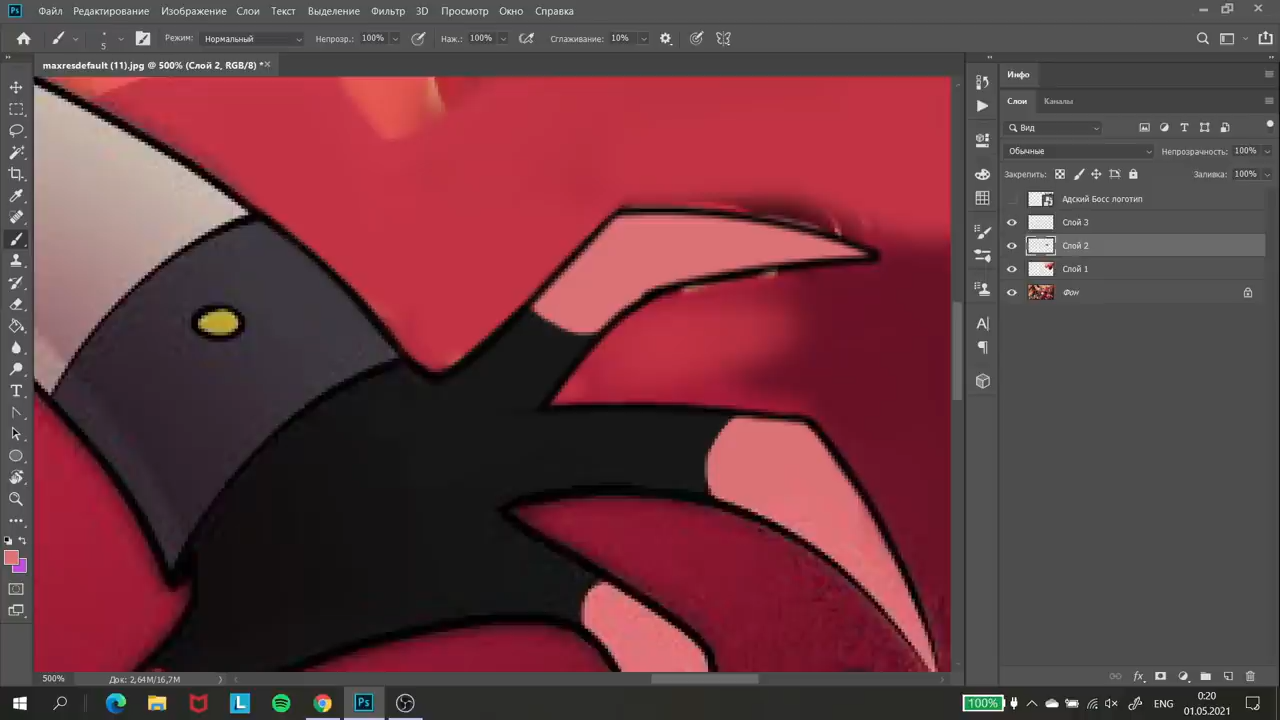 Ps Файл Редактирование Изображение Слои Текст Выделение Фильтр 3D Просмотр Окно Справка
5 Режим: Нормальный Непрозр.: 100% Наж.: 100% Сглаживание: 10%
maxresdefault (11).jpg @ 500% (Слой 2, RGB/8) *
Инфо
Слои Каналы
Вид
Обычные Непрозрачность: 100%
Закрепить: Заливка: 100%
Адский Босс логотип
Слой 3
Слой 2
Слой 1
Фон
500% Док: 2,64M/16,7M
L Ps 100% ENG 0:20
01.05.2021